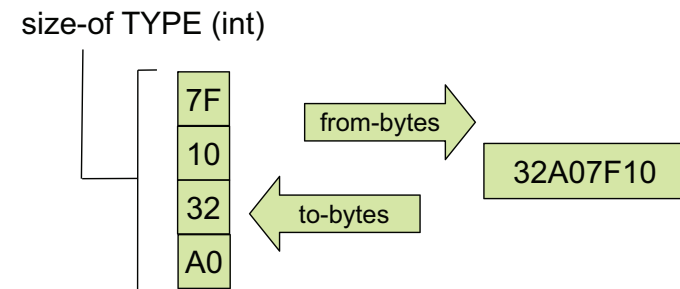 size-of TYPE (int)
7F
10
32
A0
from-bytes
to-bytes
32A07F10